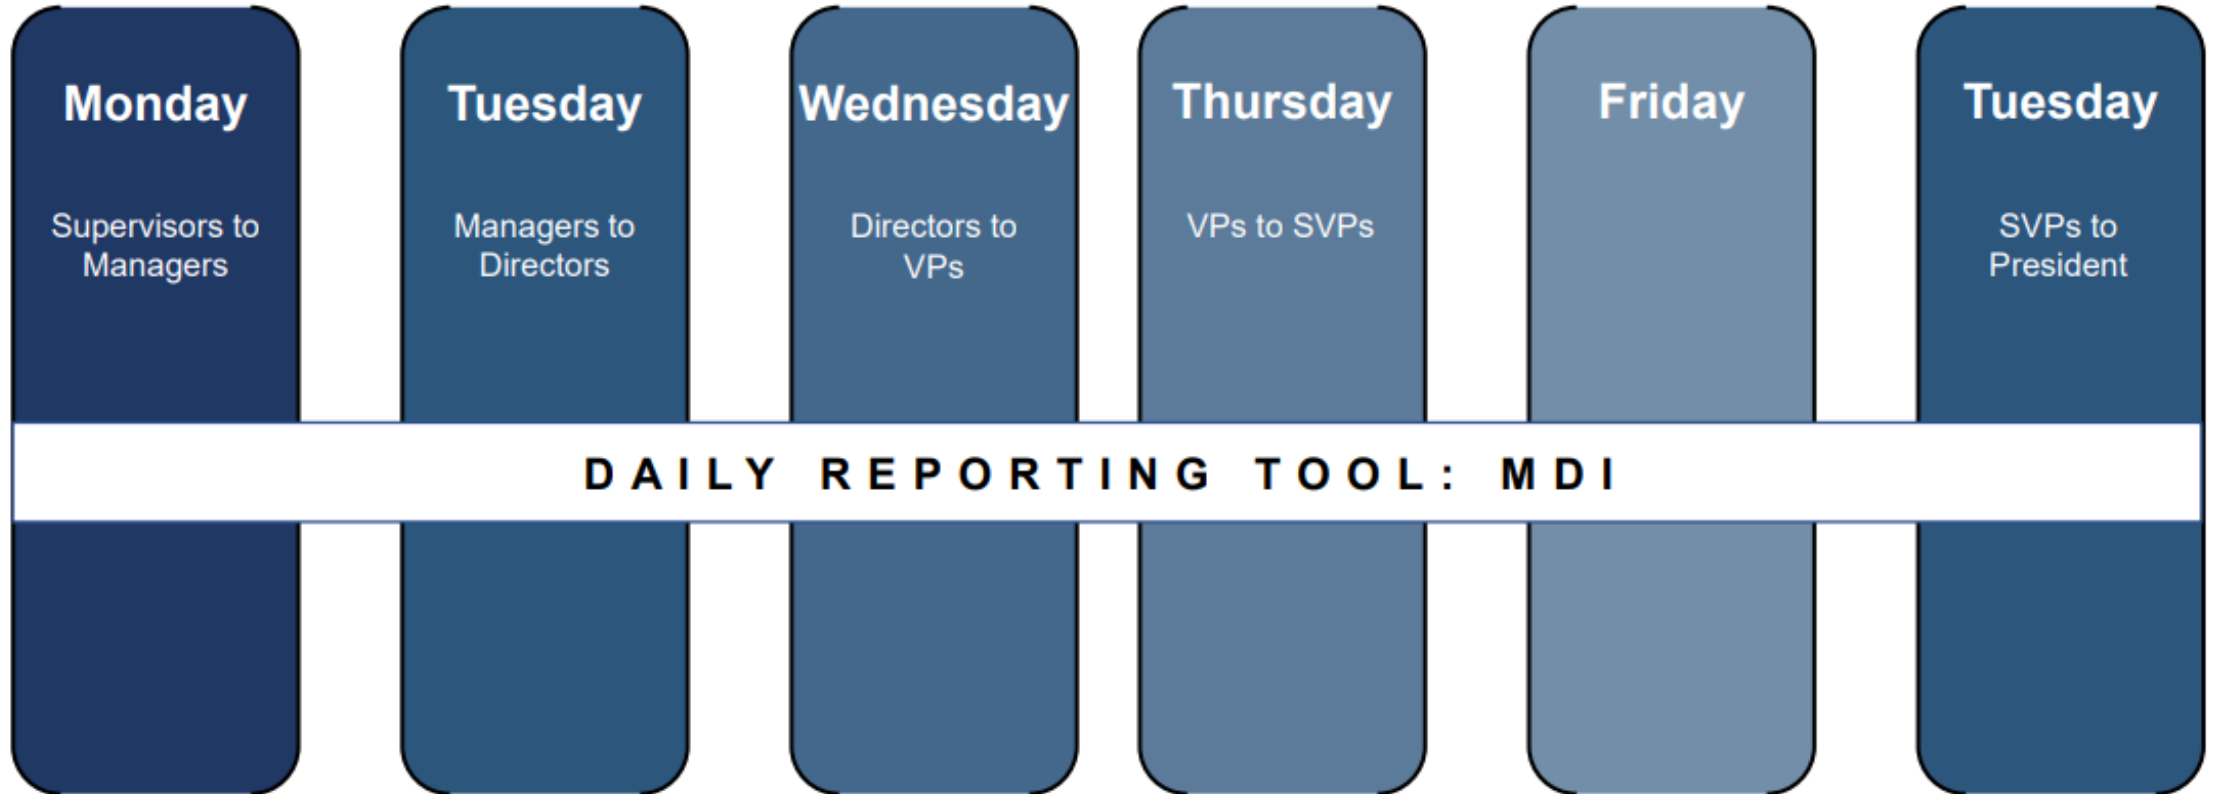 Monday
Supervisors to
Managers
Tuesday
Managers to
Directors
Wednesday
Directors to
VPs
Thursday
VPs to SVPs
Friday
Tuesday
SVPs to
President
DAILY REPORTING TOOL: MDI